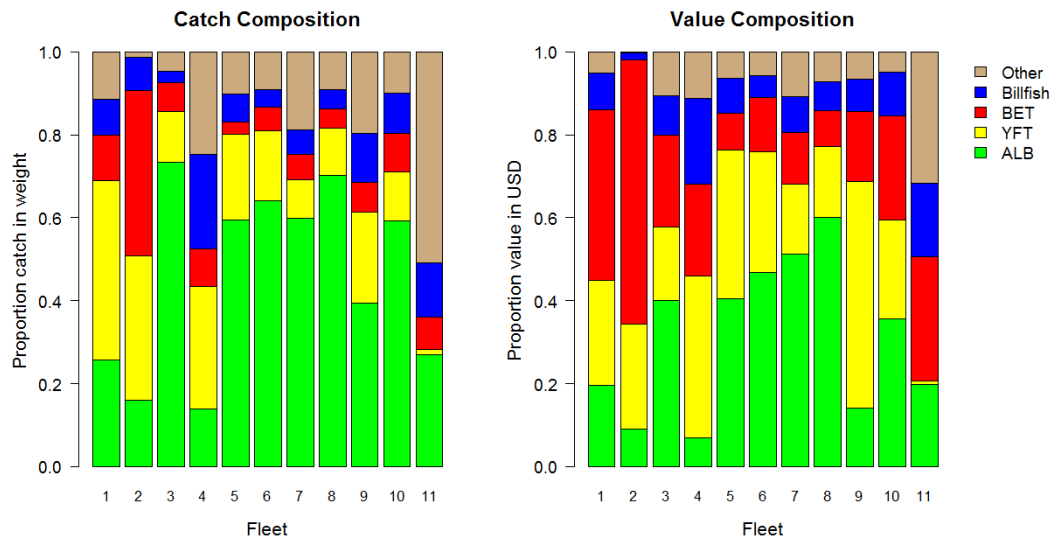 Catch Composition
Proportion catch in weight
1.0
0.8
0.6
0.4
0.2
0.0
1 2 3 4 5 6 7 8 9 10 11
Fleet
Value Composition
Proportion value in USD
1.0
0.8
0.6
0.4
0.2
0.0
1 2 3 4 5 6 7 8 9 10 11
Fleet
Other
Billfish
BET
YFT
ALB